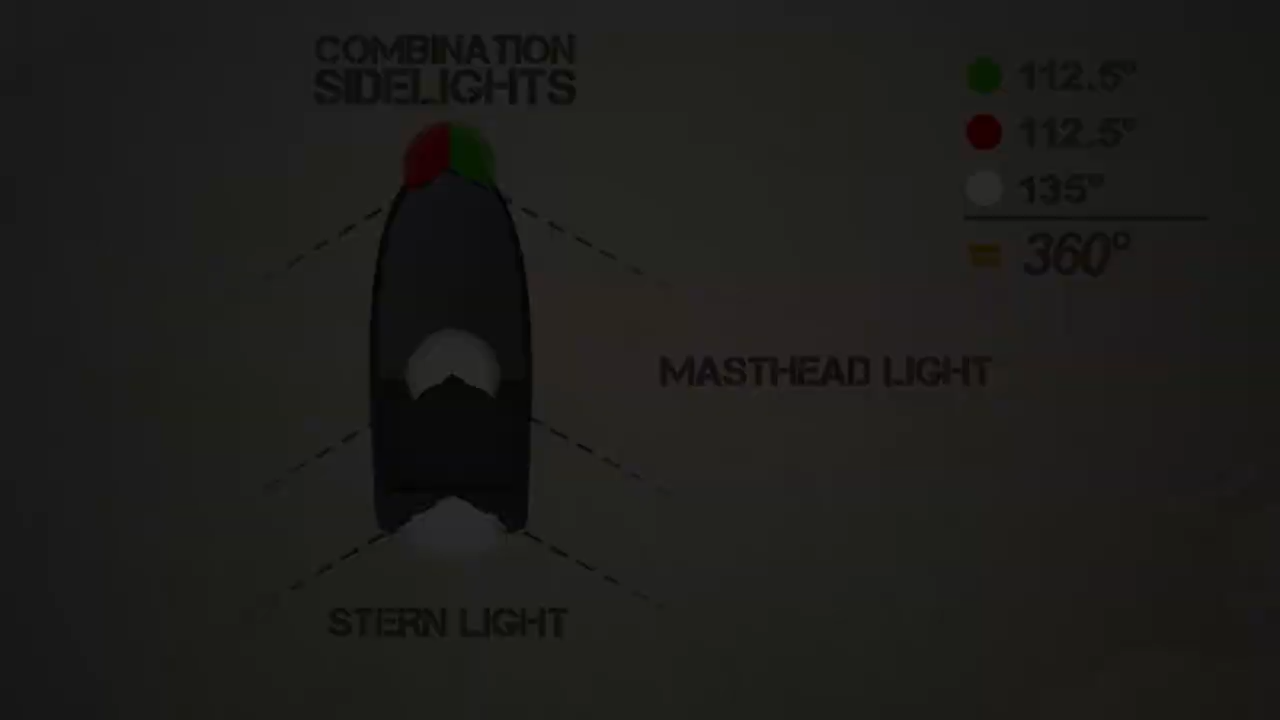 COMBINATION
SIDELIGHTS
112.5°
112.5°
135°
= 360°
MASTHEAD LIGHT
STERN LIGHT